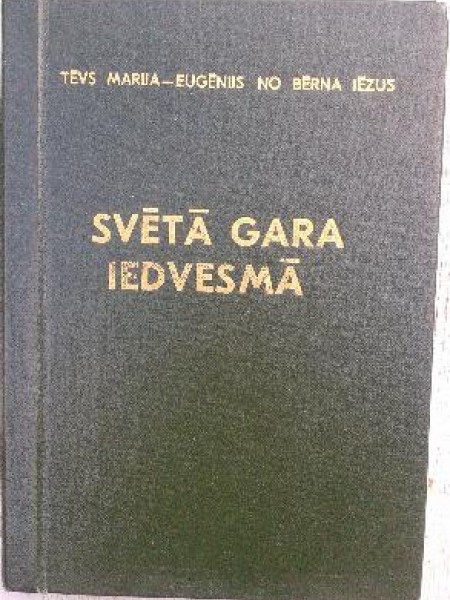 TĒVS MARIJA—EUGĒNIJS NO BĒRNA JĒZUS
SVĒTĀ GARA
IEDVESMĀ